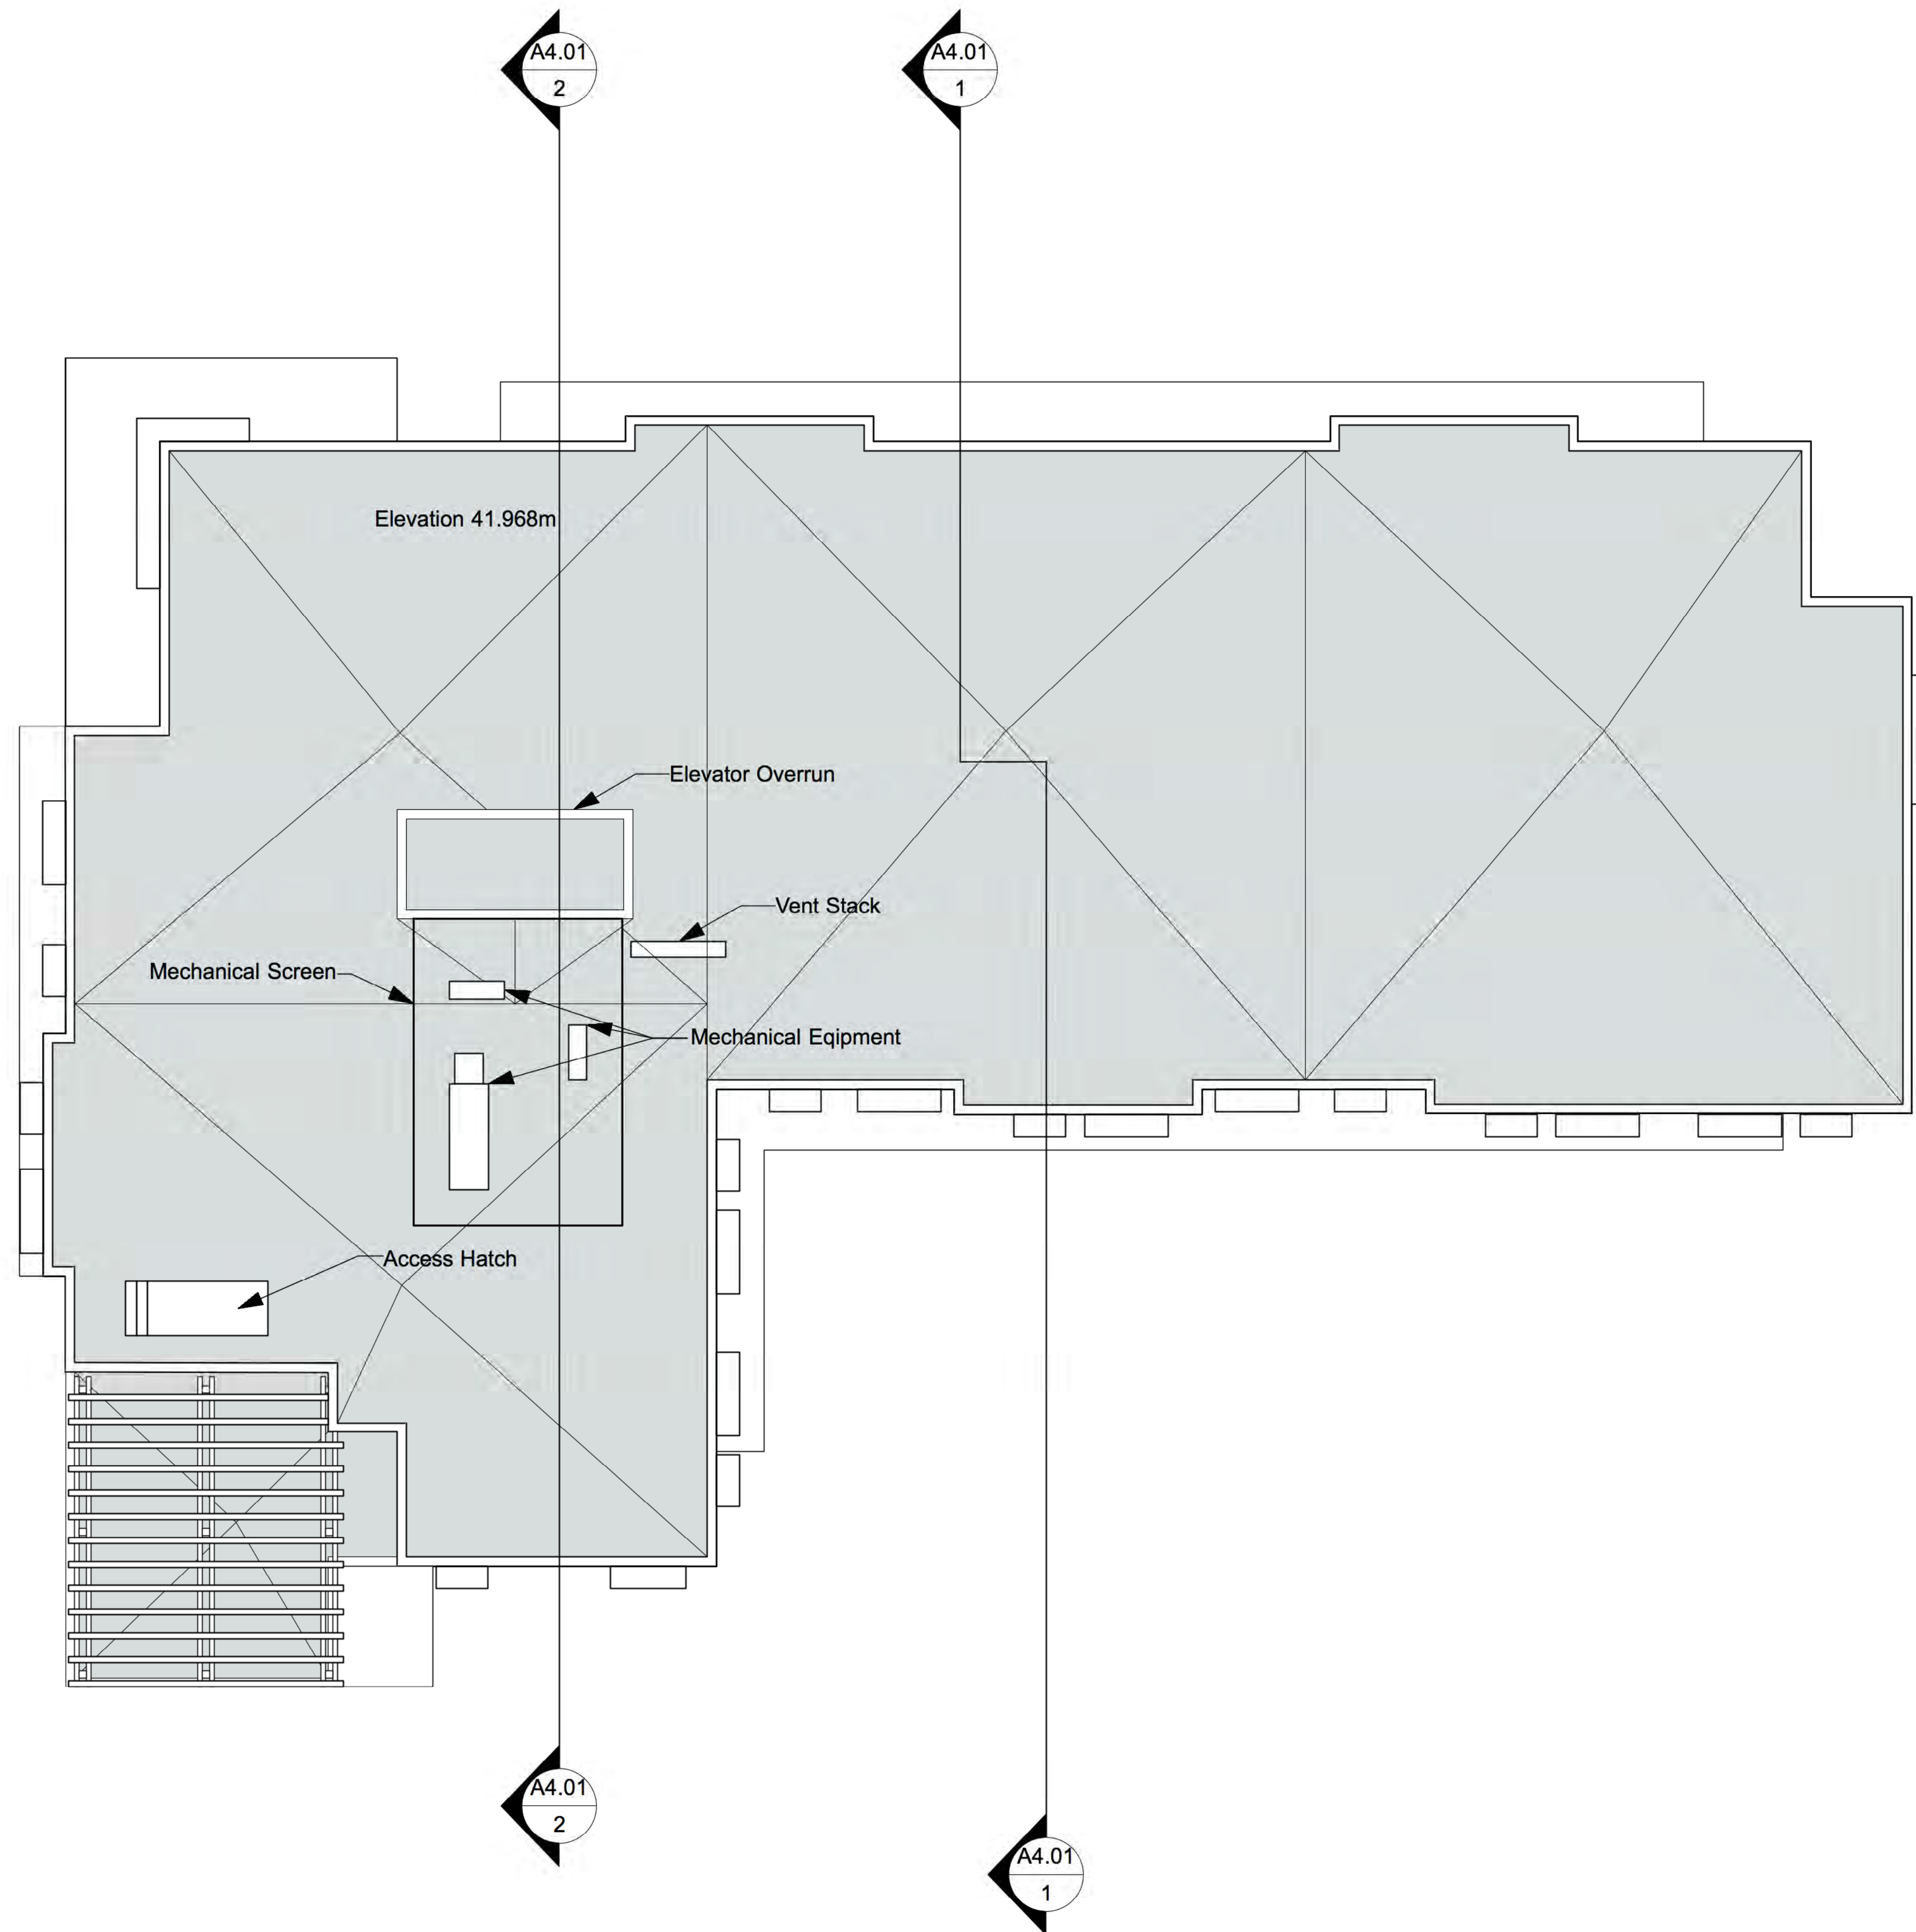 A4.01
2
A4.01
1
Elevation 41.968m
Elevator Overrun
Vent Stack
Mechanical Screen
Mechanical Eqipment
Access Hatch
A4.01
2
A4.01
1